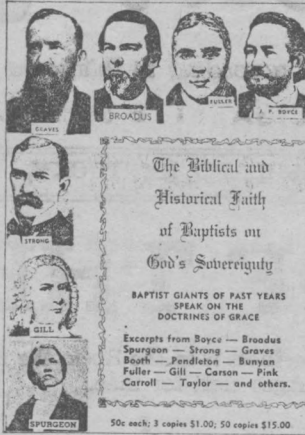 GRAVES
BROADUS
FULLER
J. P. BOYCE
STRONG
GILL
SPURGEON
The Biblical and
Historical Faith
of Baptists on
God's Sovereignty
BAPTIST GIANTS OF PAST YEARS
SPEAK ON THE
DOCTRINES OF GRACE
Excerpts from Boyce — Broadus
Spurgeon — Strong — Graves
Booth — Pendleton — Bunyan
Fuller — Gill — Carson — Pink
Carroll — Taylor — and others.
50c each; 3 copies $1.00; 50 copies $15.00